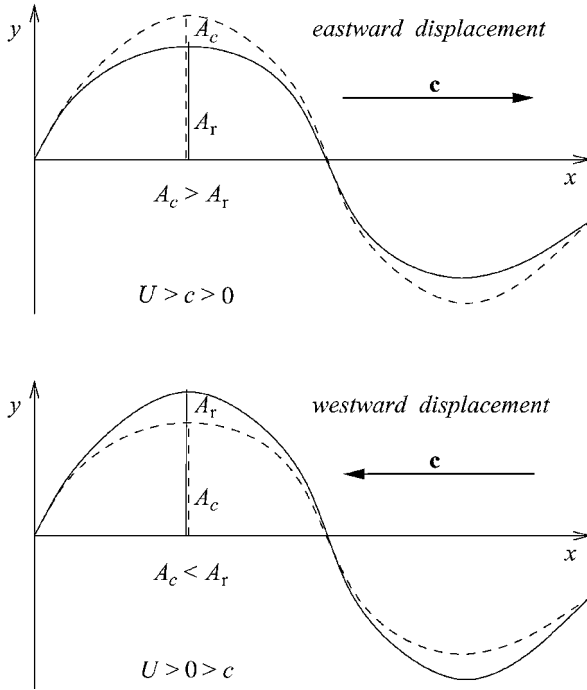 y
A_c
eastward displacement
c
A_r
x
A_c > A_r
U > c > 0
y
A_r
westward displacement
c
A_c
x
A_c < A_r
U > 0 > c